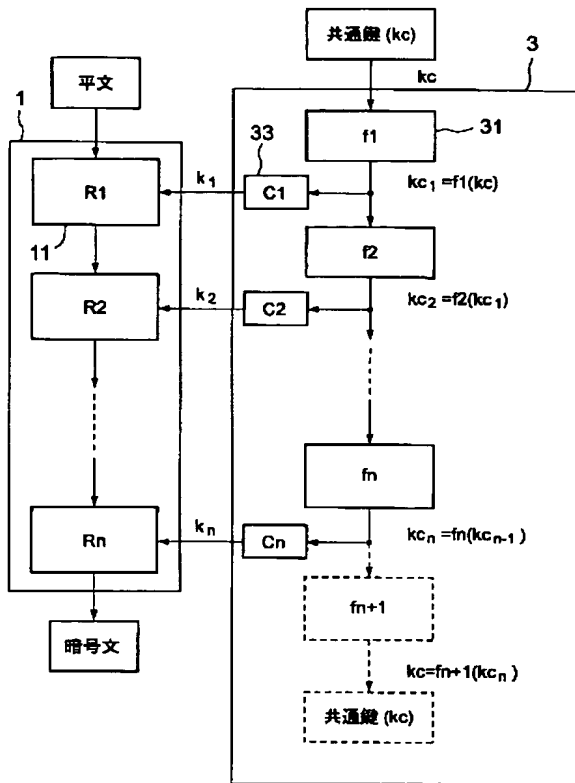 共通鍵 (kc)
3
kc
平文
1
f1
31
33
R1
k1
C1
kc1 =f1(kc)
11
f2
R2
k2
C2
kc2 =f2(kc1)
fn
Rn
kn
Cn
kcn =fn(kcn-1)
fn+1
暗号文
kc=fn+1(kcn)
共通鍵 (kc)